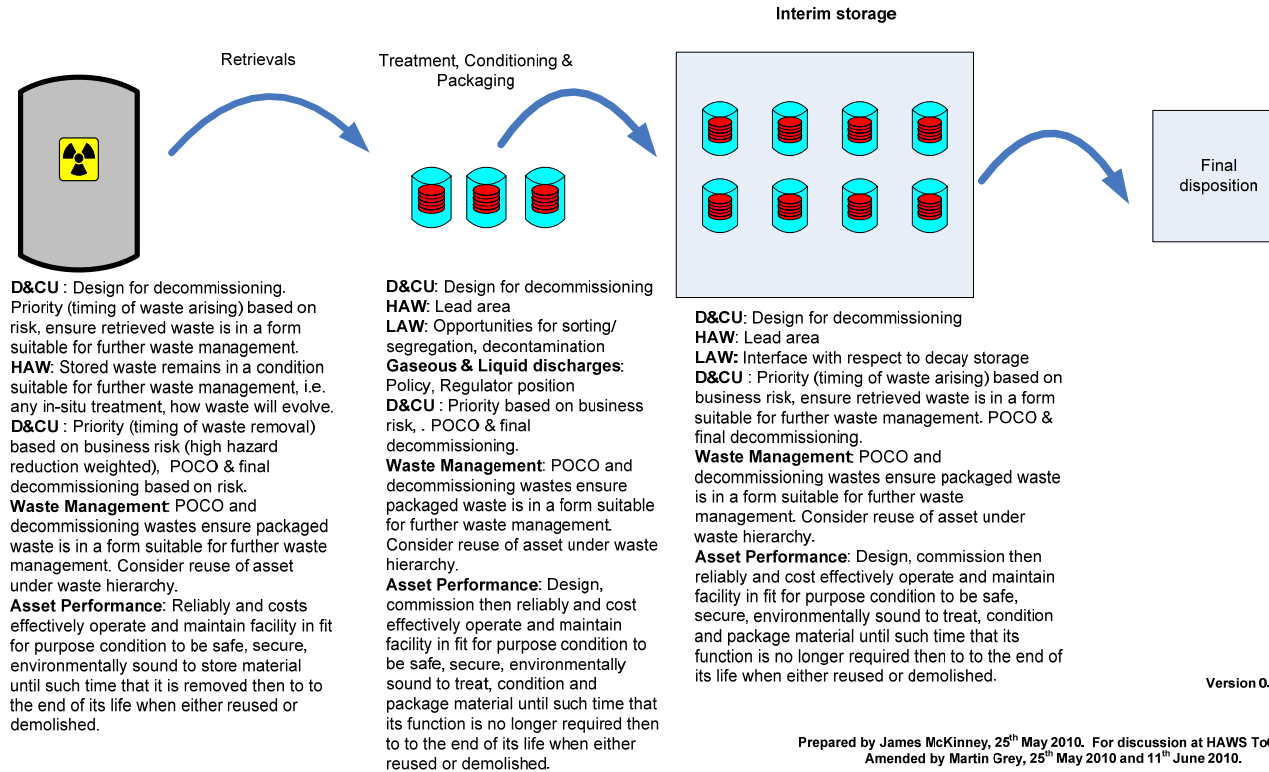 Interim storage
Retrievals
Treatment, Conditioning &
Packaging
Final
disposition
D&CU : Design for decommissioning.
Priority (timing of waste arising) based on
risk, ensure retrieved waste is in a form
suitable for further waste management.
HAW: Stored waste remains in a condition
suitable for further waste management, i.e.
any in-situ treatment, how waste will evolve.
D&CU : Priority (timing of waste removal)
based on business risk (high hazard
reduction weighted), POCO & final
decommissioning based on risk.
Waste Management: POCO and
decommissioning wastes ensure packaged
waste is in a form suitable for further waste
management. Consider reuse of asset
under waste hierarchy.
Asset Performance: Reliably and costs
effectively operate and maintain facility in fit
for purpose condition to be safe, secure,
environmentally sound to store material
until such time that it is removed then to to
the end of its life when either reused or
demolished.
D&CU: Design for decommissioning
HAW: Lead area
LAW: Opportunities for sorting/
segregation, decontamination
Gaseous & Liquid discharges:
Policy, Regulator position
D&CU : Priority based on business
risk, . POCO & final
decommissioning.
Waste Management: POCO and
decommissioning wastes ensure
packaged waste is in a form suitable
for further waste management.
Consider reuse of asset under waste
hierarchy.
Asset Performance: Design,
commission then reliably and cost
effectively operate and maintain
facility in fit for purpose condition to
be safe, secure, environmentally
sound to treat, condition and
package material until such time that
its function is no longer required then
to to the end of its life when either
reused or demolished.
D&CU: Design for decommissioning
HAW: Lead area
LAW: Interface with respect to decay storage
D&CU : Priority (timing of waste arising) based on
business risk, ensure retrieved waste is in a form
suitable for further waste management. POCO &
final decommissioning.
Waste Management: POCO and
decommissioning wastes ensure packaged waste
is in a form suitable for further waste
management. Consider reuse of asset under
waste hierarchy.
Asset Performance: Design, commission then
reliably and cost effectively operate and maintain
facility in fit for purpose condition to be safe,
secure, environmentally sound to treat, condition
and package material until such time that its
function is no longer required then to to the end of
its life when either reused or demolished.
Version 0.
Prepared by James McKinney, 25th May 2010. For discussion at HAWS
Amended by Martin Grey, 25th May 2010 and 11th June 2010.